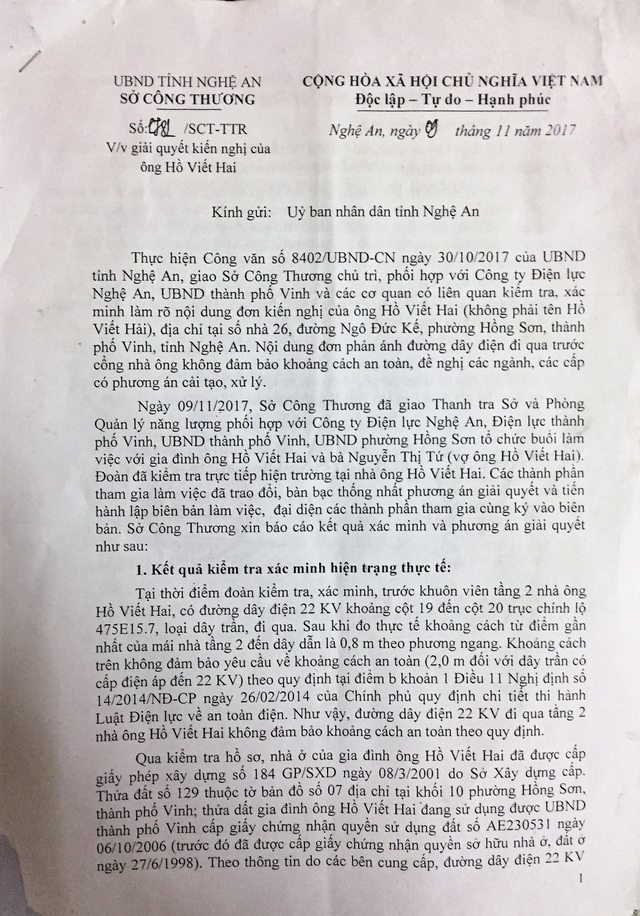 UBND TỈNH NGHỆ AN
SỞ CÔNG THƯƠNG
CỘNG HÒA XÃ HỘI CHỦ NGHĨA VIỆT NAM
Độc lập – Tự do – Hạnh phúc
Số: /SCT-TTR
V/v giải quyết kiến nghị của
ông Hồ Viết Hai
Nghệ An, ngày 09 tháng 11 năm 2017
Kính gửi: Uỷ ban nhân dân tỉnh Nghệ An
Thực hiện Công văn số 8402/UBND-CN ngày 30/10/2017 của UBND
tỉnh Nghệ An, giao Sở Công Thương chủ trì, phối hợp với Công ty Điện lực
Nghệ An, UBND thành phố Vinh và các cơ quan có liên quan kiểm tra, xác
minh làm rõ nội dung đơn kiến nghị của ông Hồ Viết Hai (không phải tên Hồ
Viết Hải), địa chỉ tại số nhà 26, đường Ngô Đức Kế, phường Hồng Sơn, thành
phố Vinh, tỉnh Nghệ An. Nội dung đơn phản ánh đường dây điện đi qua trước
cổng nhà ông không đảm bảo khoảng cách an toàn, đề nghị các ngành, các cấp
có phương án cải tạo, xử lý.
Ngày 09/11/2017, Sở Công Thương đã giao Thanh tra Sở và Phòng
Quản lý năng lượng phối hợp với Công ty Điện lực Nghệ An, Điện lực thành
phố Vinh, UBND thành phố Vinh, UBND phường Hồng Sơn tổ chức buổi làm
việc với gia đình ông Hồ Viết Hai và bà Nguyễn Thị Tứ (vợ ông Hồ Viết Hai).
Đoàn đã kiểm tra trực tiếp hiện trường tại nhà ông Hồ Viết Hai. Các thành phần
tham gia làm việc đã trao đổi, bàn bạc thống nhất phương án giải quyết và tiến
hành lập biên bản làm việc, đại diện các thành phần tham gia cùng ký vào biên
bản. Sở Công Thương xin báo cáo kết quả xác minh và phương án giải quyết
như sau:
1. Kết quả kiểm tra xác minh hiện trạng thực tế:
Tại thời điểm đoàn kiểm tra, xác minh, trước khuôn viên tầng 2 nhà ông
Hồ Viết Hai, có đường dây điện 22 KV khoảng cột 19 đến cột 20 trục chính lộ
475E15.7, loại dây trần, đi qua. Sau khi đo thực tế khoảng cách từ điểm gần
nhất của mái nhà tầng 2 đến dây dẫn là 0,8 m theo phương ngang. Khoảng cách
trên không đảm bảo yêu cầu về khoảng cách an toàn (2,0 m đối với dây trần có
cấp điện áp đến 22 KV) theo quy định tại điểm b khoản 1 Điều 11 Nghị định số
14/2014/NĐ-CP ngày 26/02/2014 của Chính phủ quy định chi tiết thi hành
Luật Điện lực về an toàn điện. Như vậy, đường dây điện 22 KV đi qua tầng 2
nhà ông Hồ Viết Hai không đảm bảo khoảng cách an toàn theo quy định.
Qua kiểm tra hồ sơ, nhà ở của gia đình ông Hồ Viết Hai đã được cấp
giấy phép xây dựng số 184 GP/SXD ngày 08/3/2001 do Sở Xây dựng cấp.
Thửa đất số 129 thuộc tờ bản đồ số 07 địa chỉ tại khối 10 phường Hồng Sơn,
thành phố Vinh; thửa đất gia đình ông Hồ Viết Hai đang sử dụng được UBND
thành phố Vinh cấp giấy chứng nhận quyền sử dụng đất số AE230531 ngày
06/10/2006 (trước đó đã được cấp giấy chứng nhận quyền sở hữu nhà ở, đất ở
ngày 27/6/1998). Theo thông tin do các bên cung cấp, đường dây điện 22 KV
1